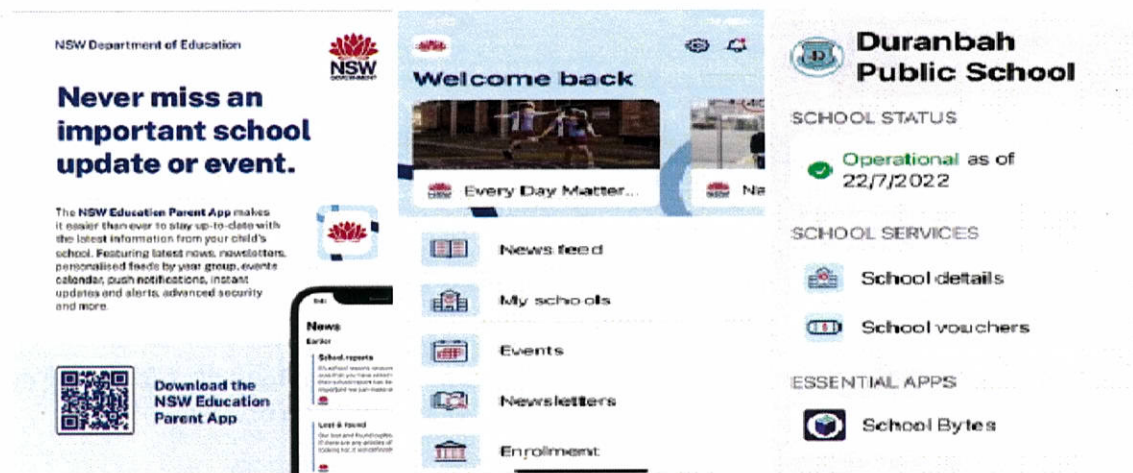 NSW Department of Education
NSW
GOVERNMENT
Never miss an
important school
update or event.
The NSW Education Parent App makes
it easier than ever to stay up-to-date with
the latest information from your child's
school. Featuring latest news, newsletters,
personalised feeds by year group, events
calendar, push notifications, instant
updates and alerts, advanced security
and more.
News
Earlier
School reports
Lost & found
Download the
NSW Education
Parent App
Welcome back
Every Day Matter...
Na
News feed
My schools
Events
Newsletters
Enrolment
Duranbah
Public School
SCHOOL STATUS
Operational as of
22/7/2022
SCHOOL SERVICES
School details
School vouchers
ESSENTIAL APPS
School Bytes